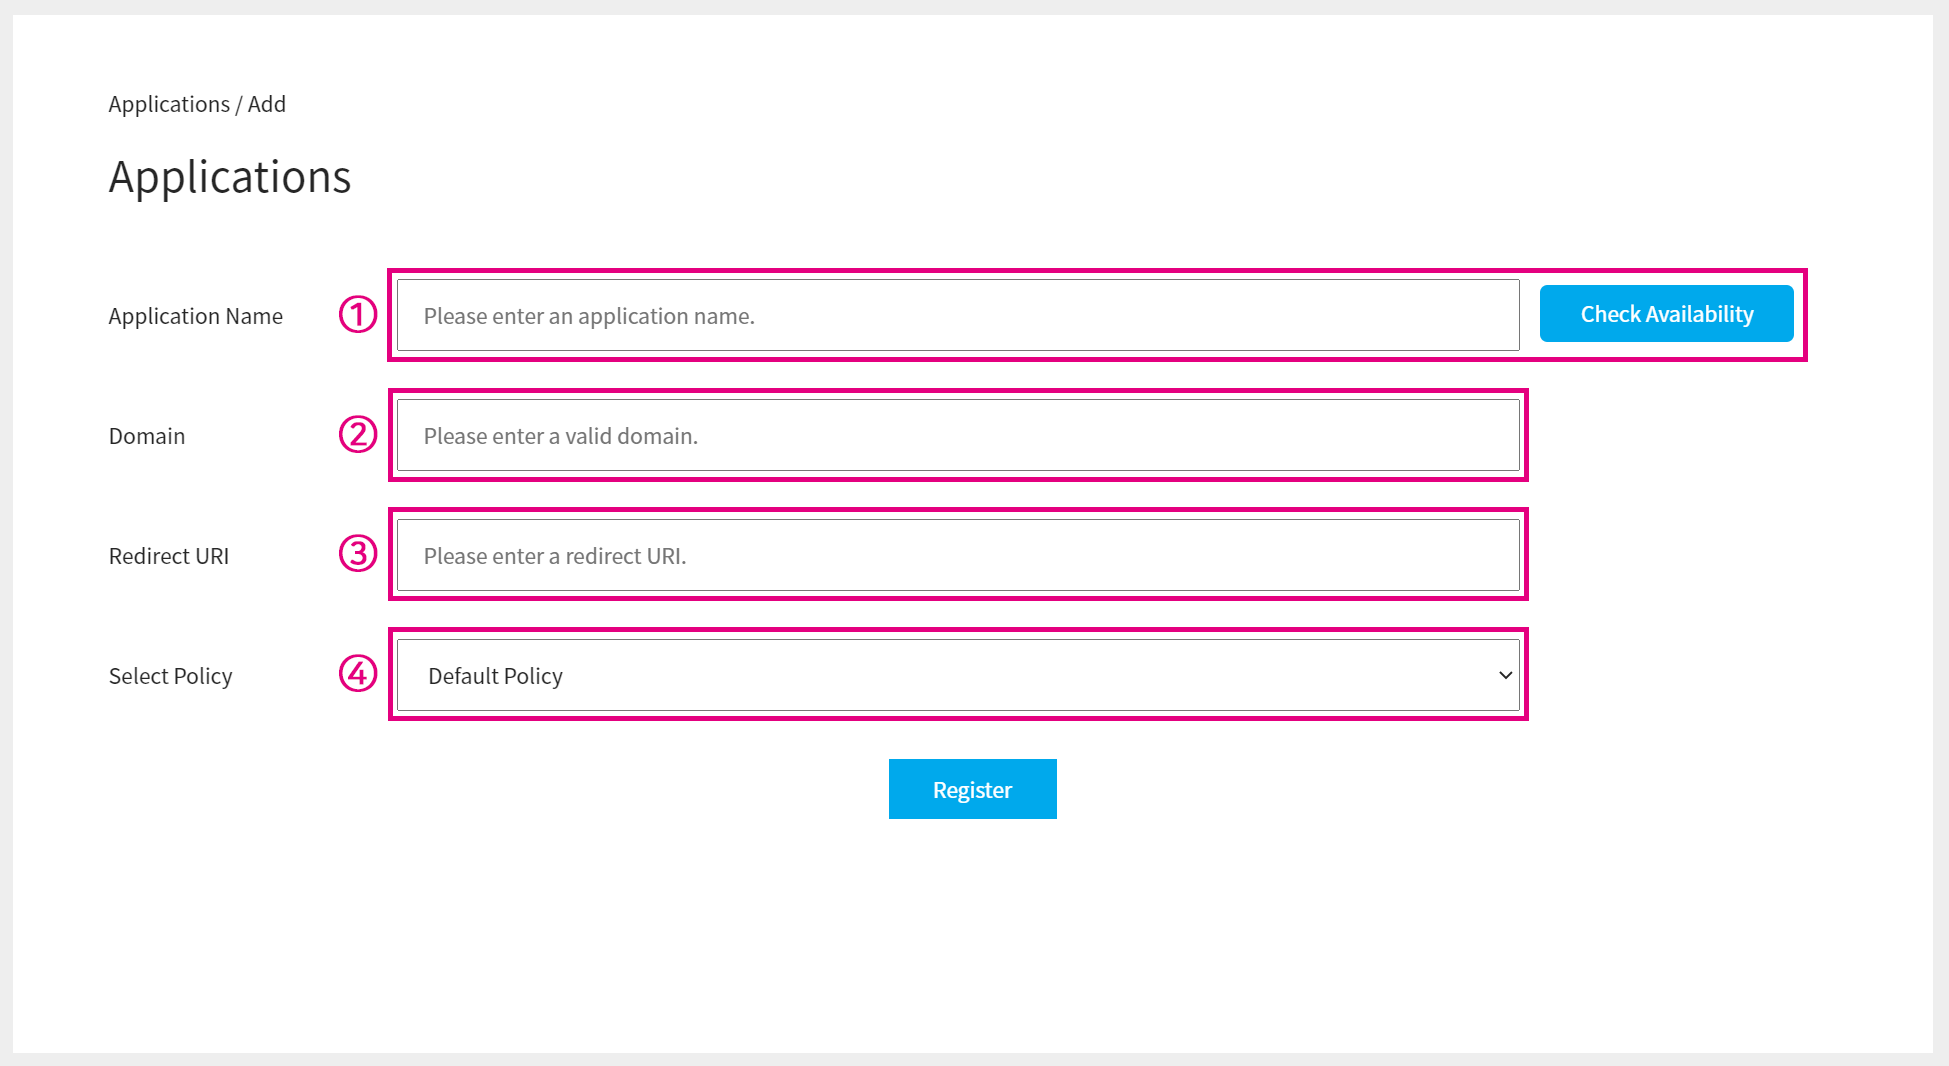 Applications / Add
Applications
Application Name ① Please enter an application name. Check Availability
Domain ② Please enter a valid domain.
Redirect URI ③ Please enter a redirect URI.
Select Policy ④ Default Policy
Register